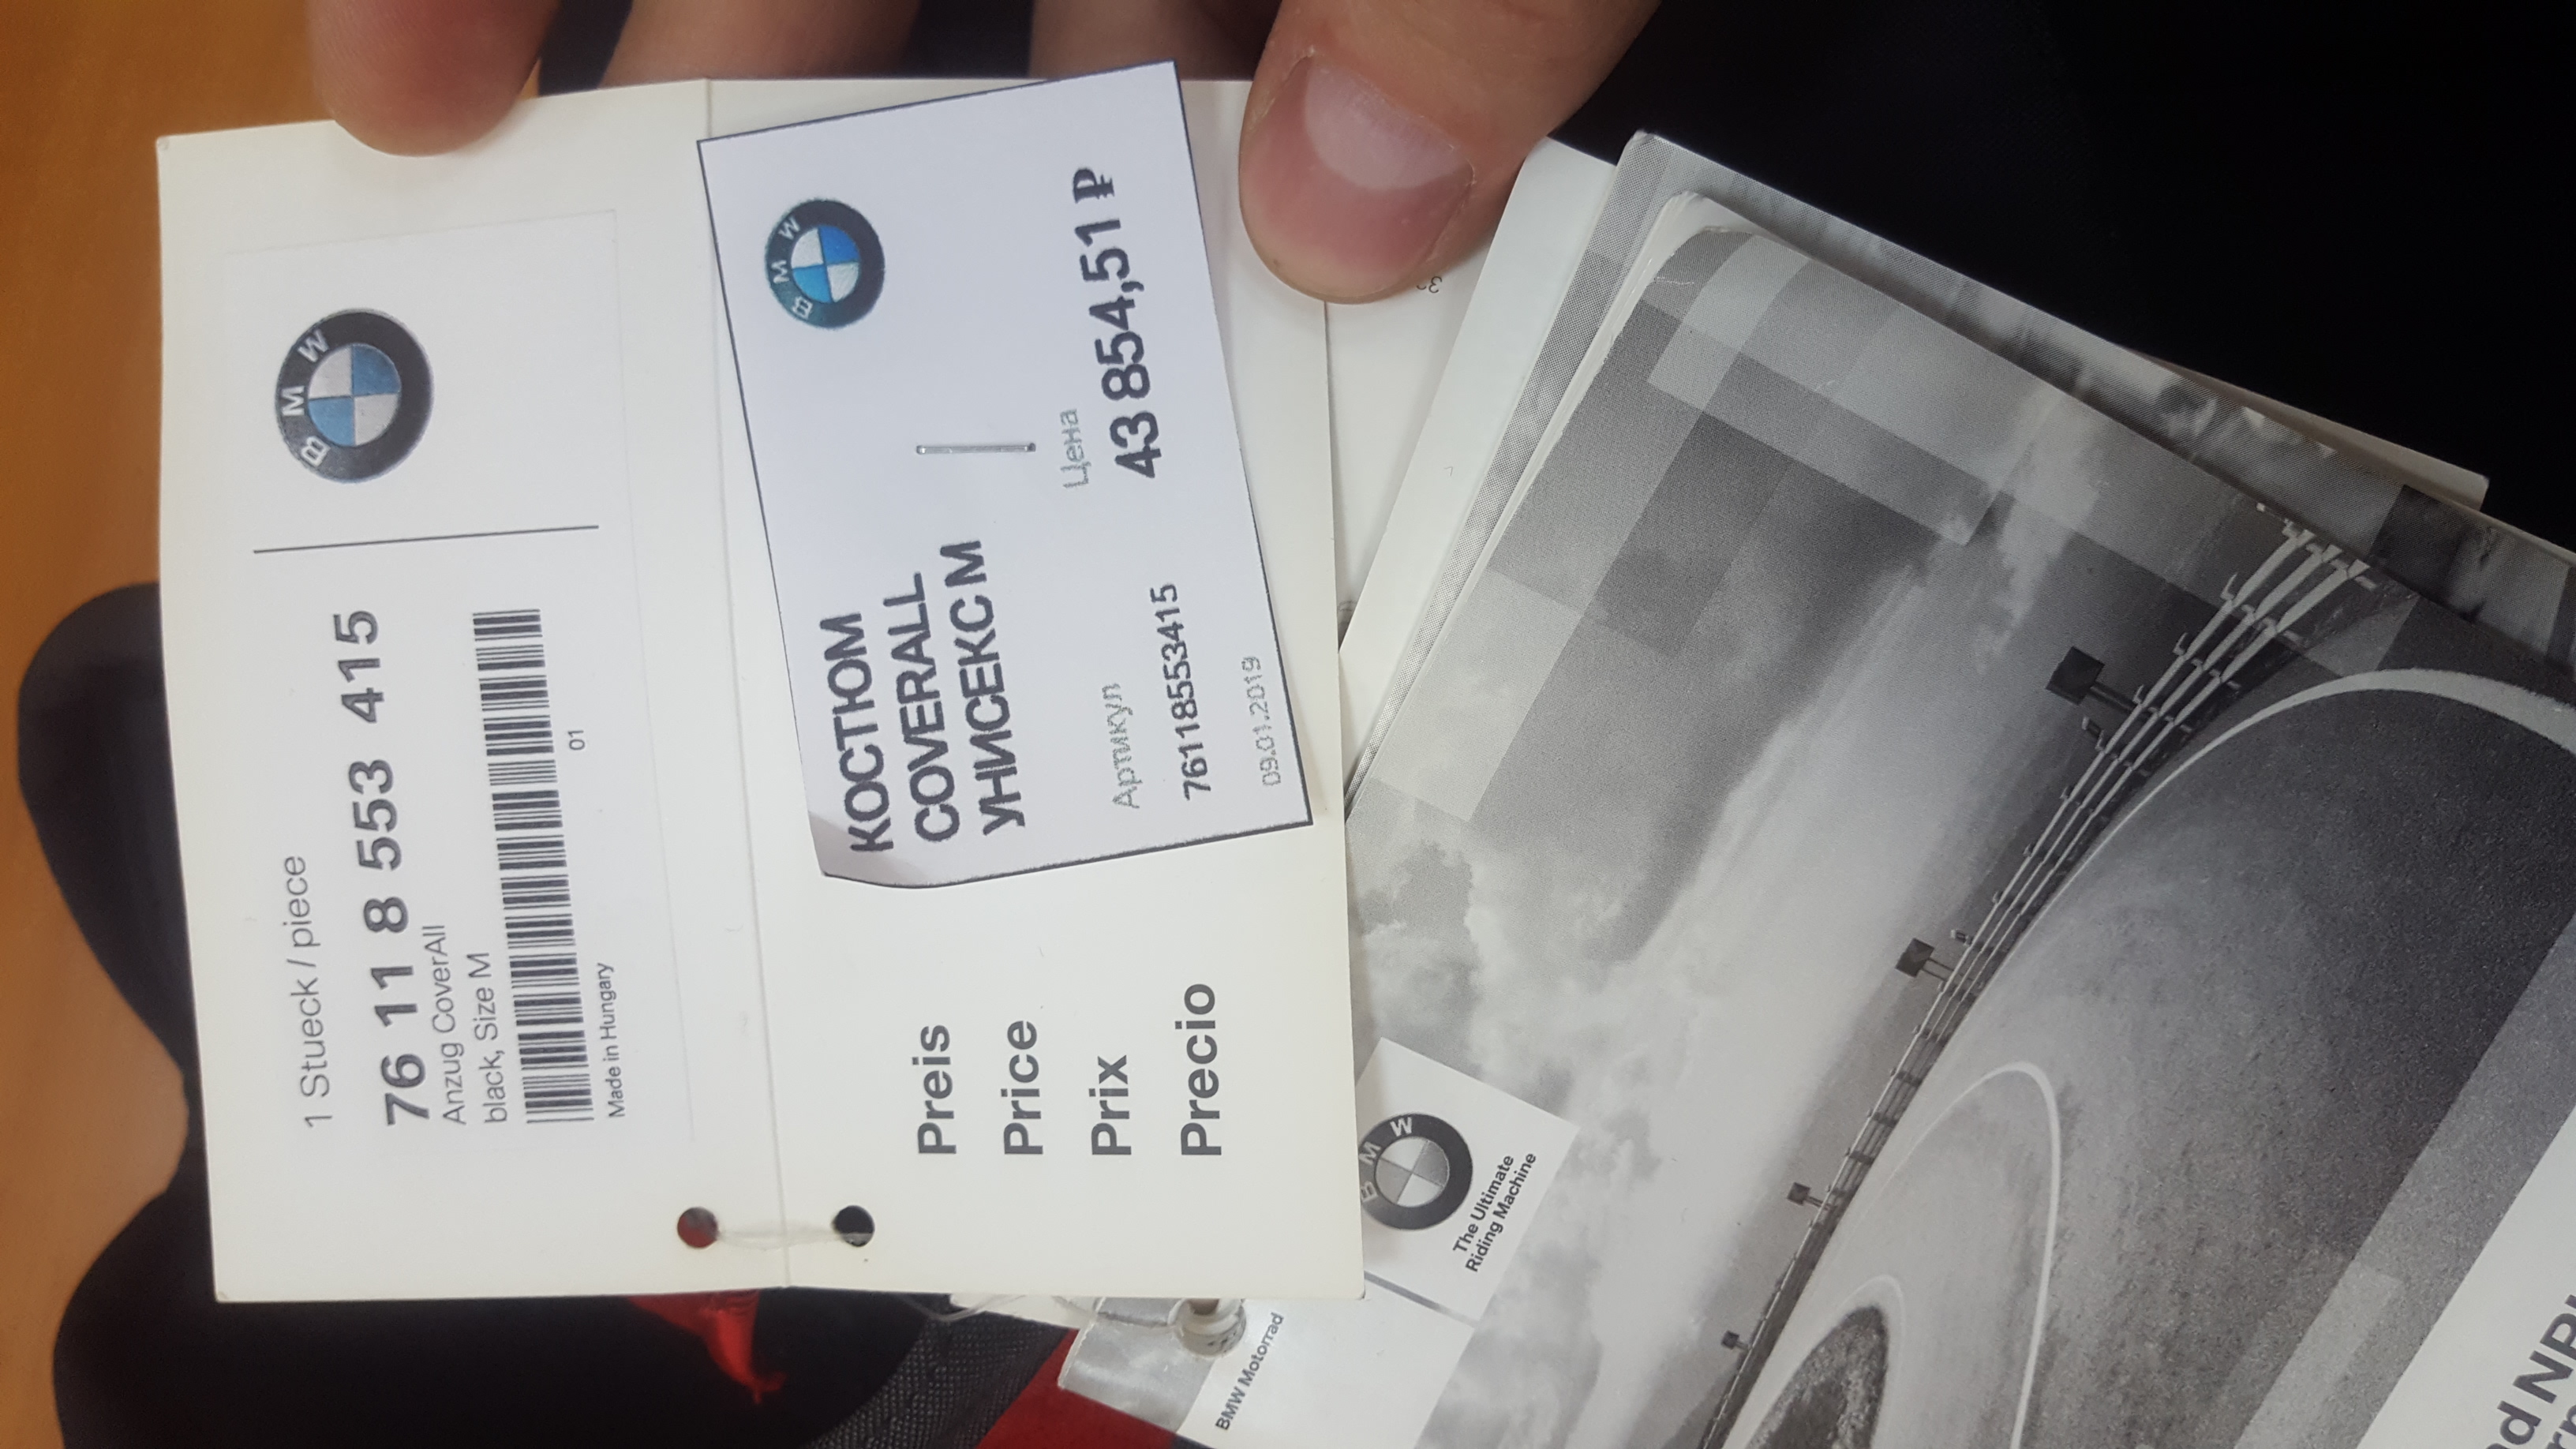 1 Stueck / piece
76 11 8 553 415
Anzug CoverAll
black, Size M
01
Made in Hungary
BMW
КОСТЮМ
COVERALL
УНИСЕКС M
Цена
43 854,51 ₽
Артикул
76118553415
09.01.2019
BMW
Preis
Price
Prix
Precio
BMW Motorrad
BMW
The Ultimate
Riding Machine